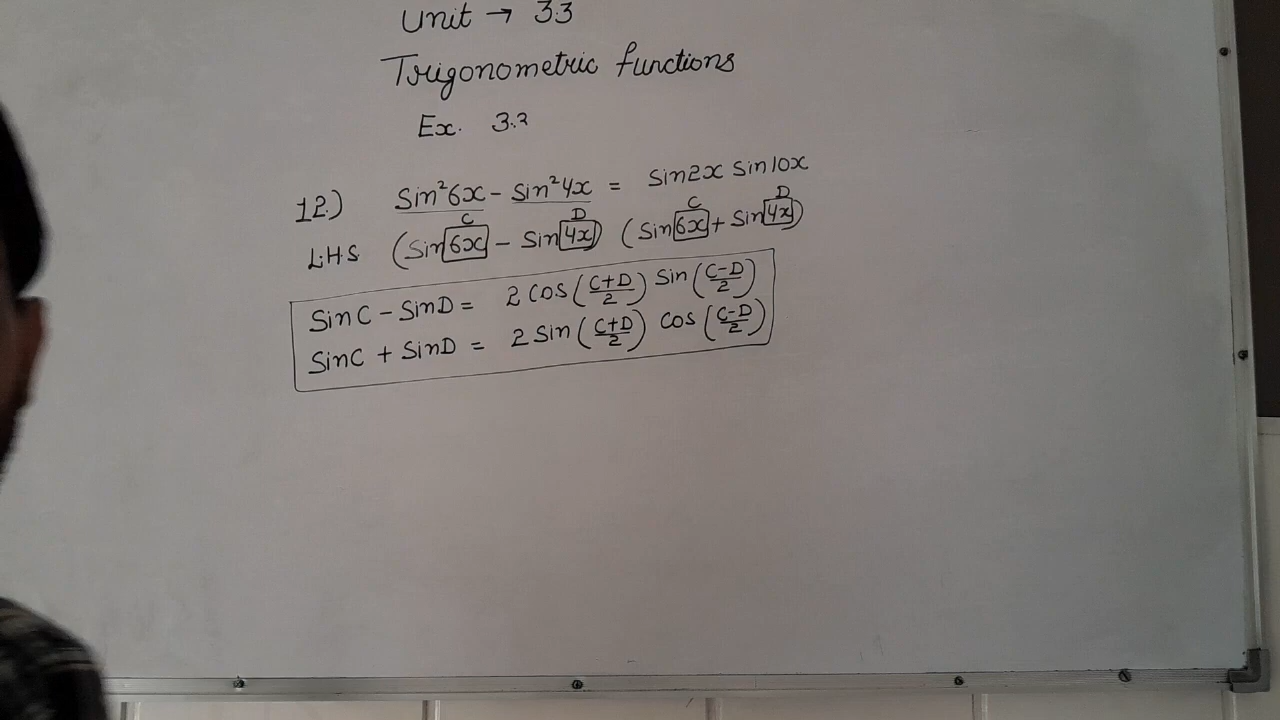 Unit → 3.3
Trigonometric functions
Ex. 3.3
12.) Sin²6x - Sin²4x = Sin2x Sin10x
C D C D
L.H.S (Sin 6x - Sin 4x) (Sin 6x + Sin 4x)
SinC - SinD = 2 Cos (C+D/2) Sin (C-D/2)
SinC + SinD = 2 Sin (C+D/2) Cos (C-D/2)